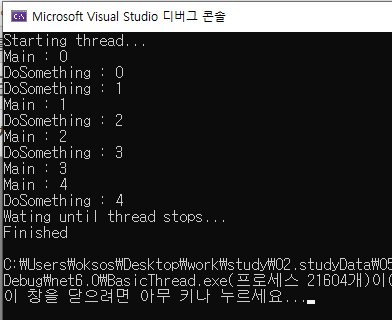 Microsoft Visual Studio 디버그 콘솔
Starting thread...
Main : 0
DoSomething : 0
DoSomething : 1
Main : 1
DoSomething : 2
Main : 2
DoSomething : 3
Main : 3
Main : 4
DoSomething : 4
Wating until thread stops...
Finished
C:₩Users₩oksos₩Desktop₩work₩study₩02.studyData₩05
Debug₩net6.0₩BasicThread.exe(프로세스 21604개)이(
이 창을 닫으려면 아무 키나 누르세요...